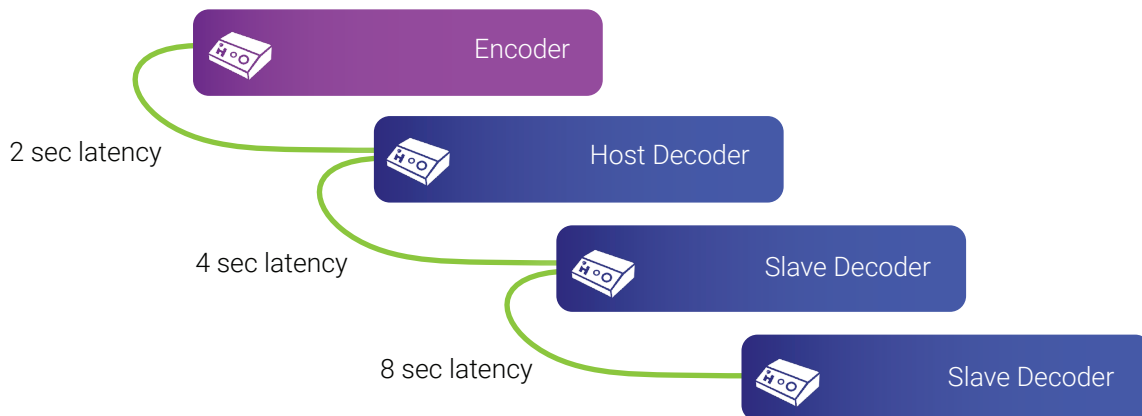 Encoder
2 sec latency
Host Decoder
4 sec latency
Slave Decoder
8 sec latency
Slave Decoder